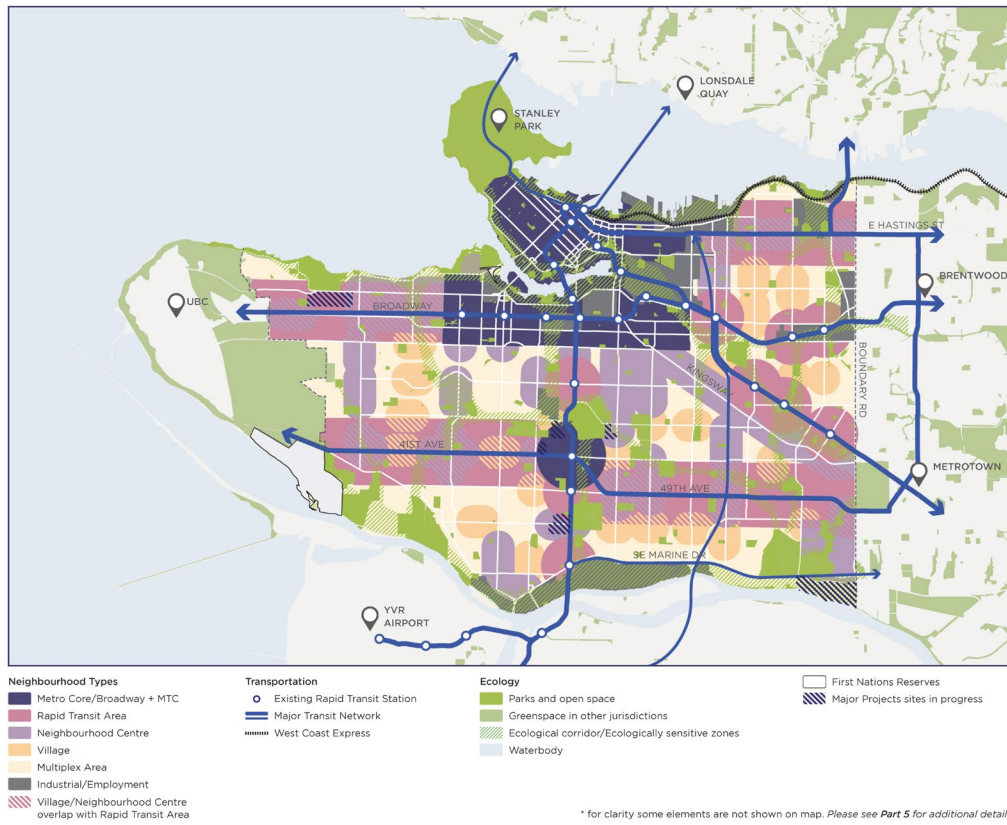 LONSDALE
QUAY
STANLEY
PARK
E HASTINGS ST
BRENTWOOD
UBC
BROADWAY
BOUNDARY RD
KINGSWAY
41ST AVE
METROTOWN
49TH AVE
SE MARINE DR
YVR
AIRPORT
Neighbourhood Types
Metro Core/Broadway + MTC
Rapid Transit Area
Neighbourhood Centre
Village
Multiplex Area
Industrial/Employment
Village/Neighbourhood Centre
overlap with Rapid Transit Area
Transportation
Existing Rapid Transit Station
Major Transit Network
West Coast Express
Ecology
Parks and open space
Greenspace in other jurisdictions
Ecological corridor/Ecologically sensitive zones
Waterbody
First Nations Reserves
Major Projects sites in progress
* for clarity some elements are not shown on map. Please see Part 5 for additional detail